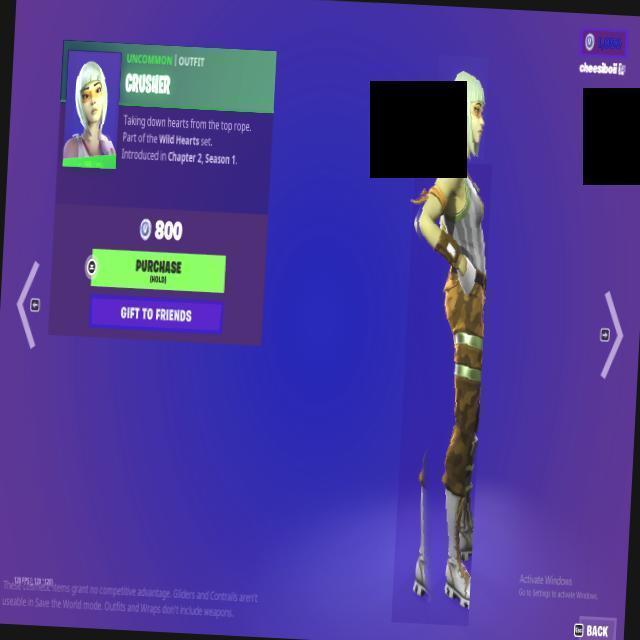 UNCOMMON | OUTFIT
CRUSHER
Taking down hearts from the top rope.
Part of the Wild Hearts set.
Introduced in Chapter 2, Season 1.
800
PURCHASE
(HOLD)
GIFT TO FRIENDS
cosmetic items grant no competitive advantage. Gliders and Contrails aren't
useable in Save the World mode. Outfits and Wraps don't include weapons.
Activate Windows
Go to Settings to activate Windows.
BACK